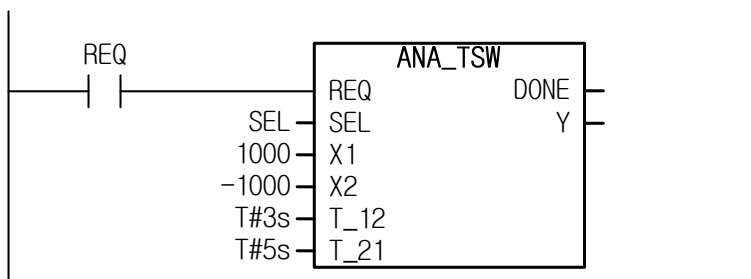 REQ
ANA_TSW
REQ DONE
SEL SEL Y
1000 X1
-1000 X2
T#3s T_12
T#5s T_21